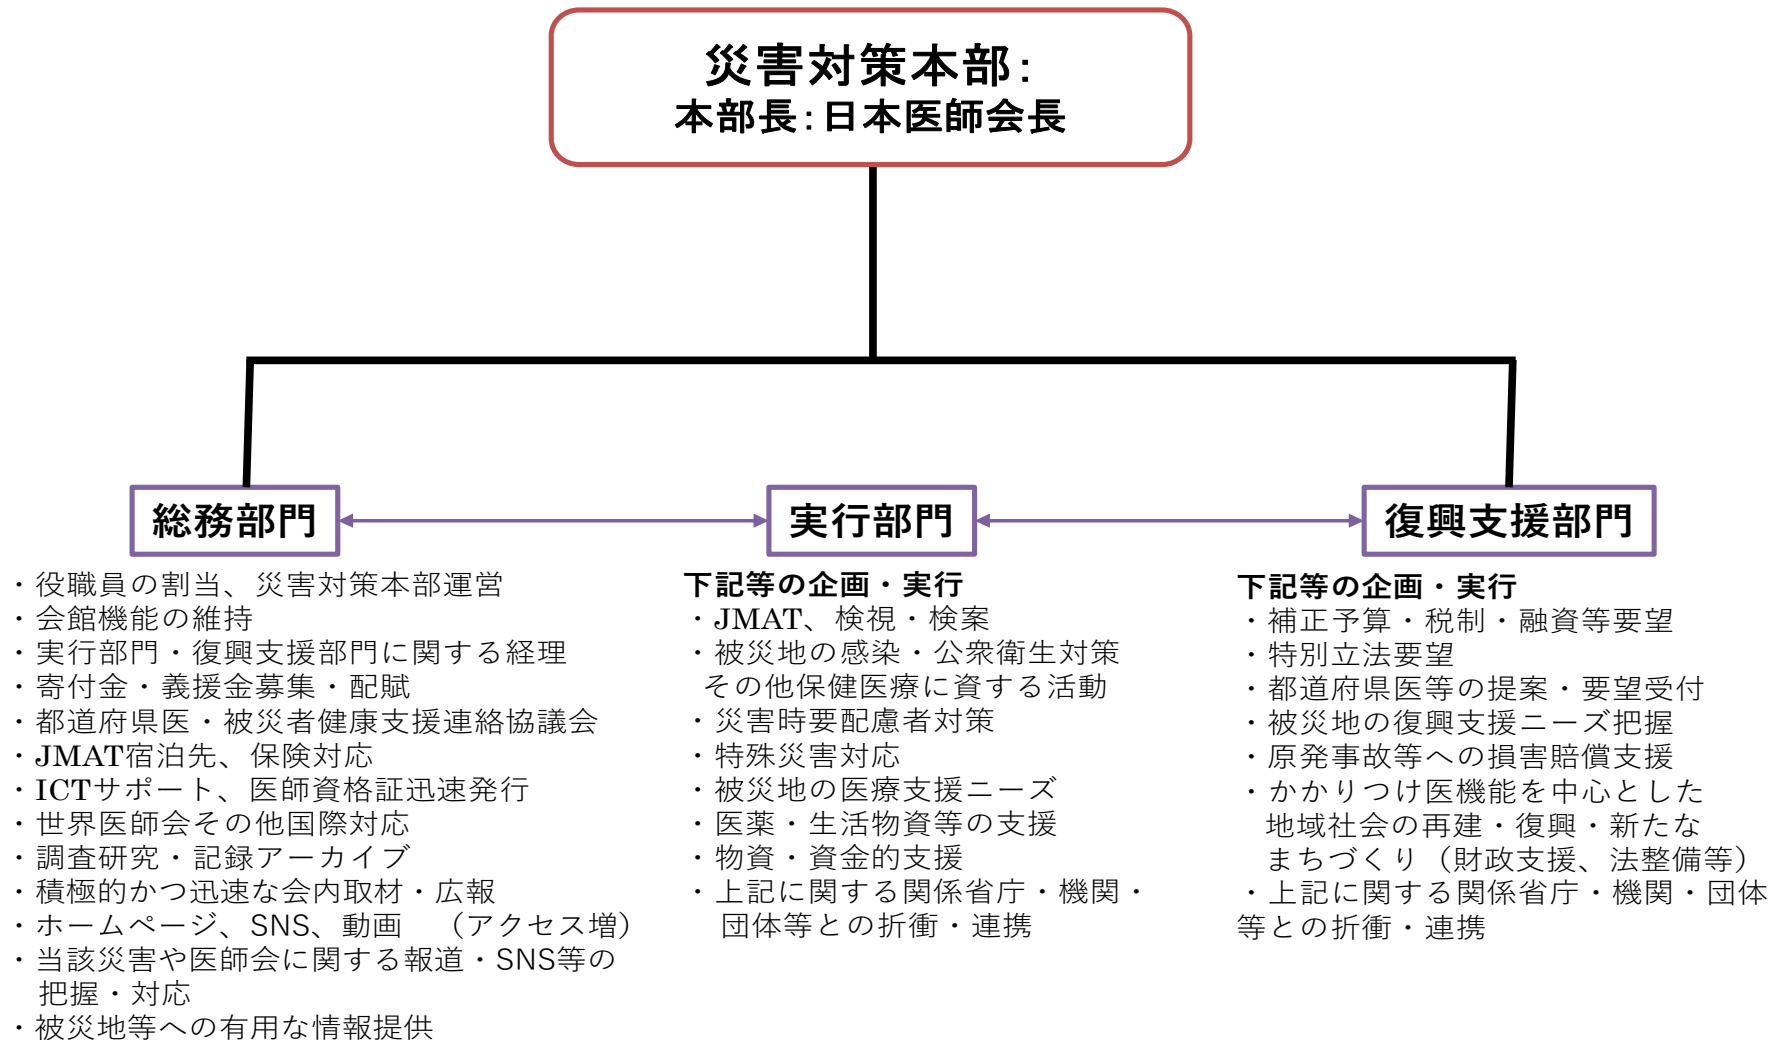 災害対策本部：
本部長：日本医師会長
総務部門
・役職員の割当、災害対策本部運営
・会館機能の維持
・実行部門・復興支援部門に関する経理
・寄付金・義援金募集・配賦
・都道府県医・被災者健康支援連絡協議会
・JMAT宿泊先、保険対応
・ICTサポート、医師資格証迅速発行
・世界医師会その他国際対応
・調査研究・記録アーカイブ
・積極的かつ迅速な会内取材・広報
・ホームページ、SNS、動画　（アクセス増）
・当該災害や医師会に関する報道・SNS等の
把握・対応
・被災地等への有用な情報提供
実行部門
下記等の企画・実行
・JMAT、検視・検案
・被災地の感染・公衆衛生対策
その他保健医療に資する活動
・災害時要配慮者対策
・特殊災害対応
・被災地の医療支援ニーズ
・医薬・生活物資等の支援
・物資・資金的支援
・上記に関する関係省庁・機関・
団体等との折衝・連携
復興支援部門
下記等の企画・実行
・補正予算・税制・融資等要望
・特別立法要望
・都道府県医等の提案・要望受付
・被災地の復興支援ニーズ把握
・原発事故等への損害賠償支援
・かかりつけ医機能を中心とした
地域社会の再建・復興・新たな
まちづくり（財政支援、法整備等）
・上記に関する関係省庁・機関・団体
等との折衝・連携